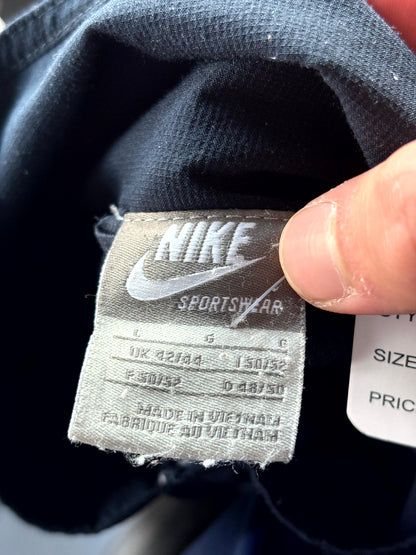 NIKE
SPORTSWEAR
L G G
UK 42/44 I 50/52
F 50/52 D 48/50
MADE IN VIETNAM
FABRIQUE AU VIETNAM
SIZE
PRIC